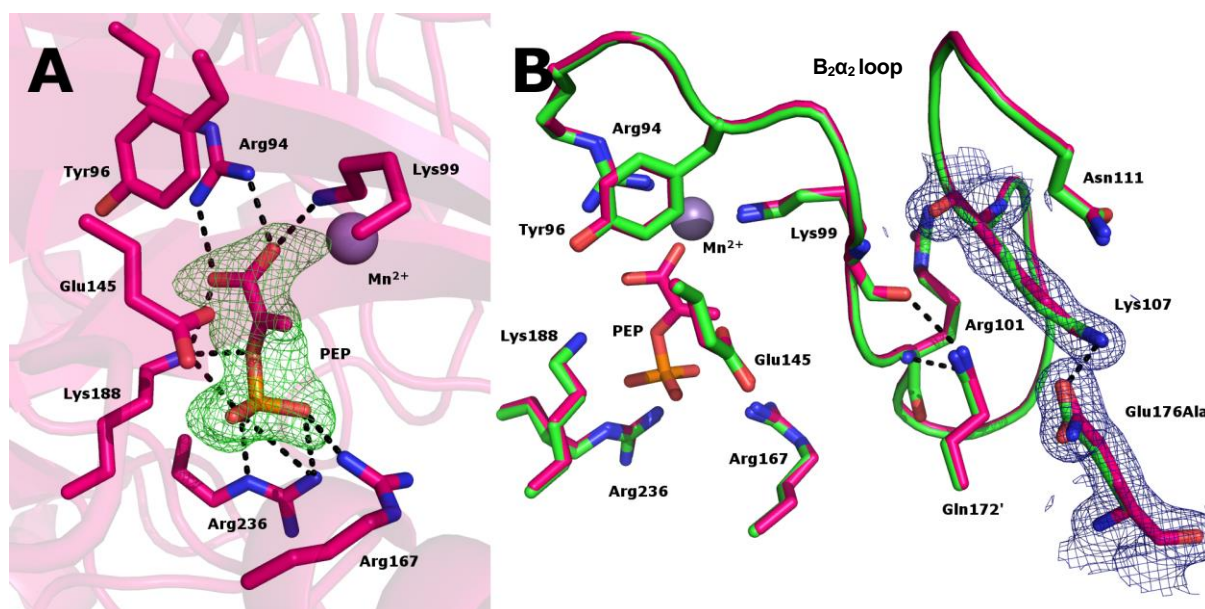 A
Arg94
Tyr96
Lys99
Mn²⁺
Glu145
PEP
Lys188
Arg236
Arg167
B
B₂α₂ loop
Arg94
Asn111
Tyr96
Mn²⁺
Lys99
Lys107
Arg101
Lys188
PEP
Glu145
Glu176Ala
Arg167
Arg236
Gln172'